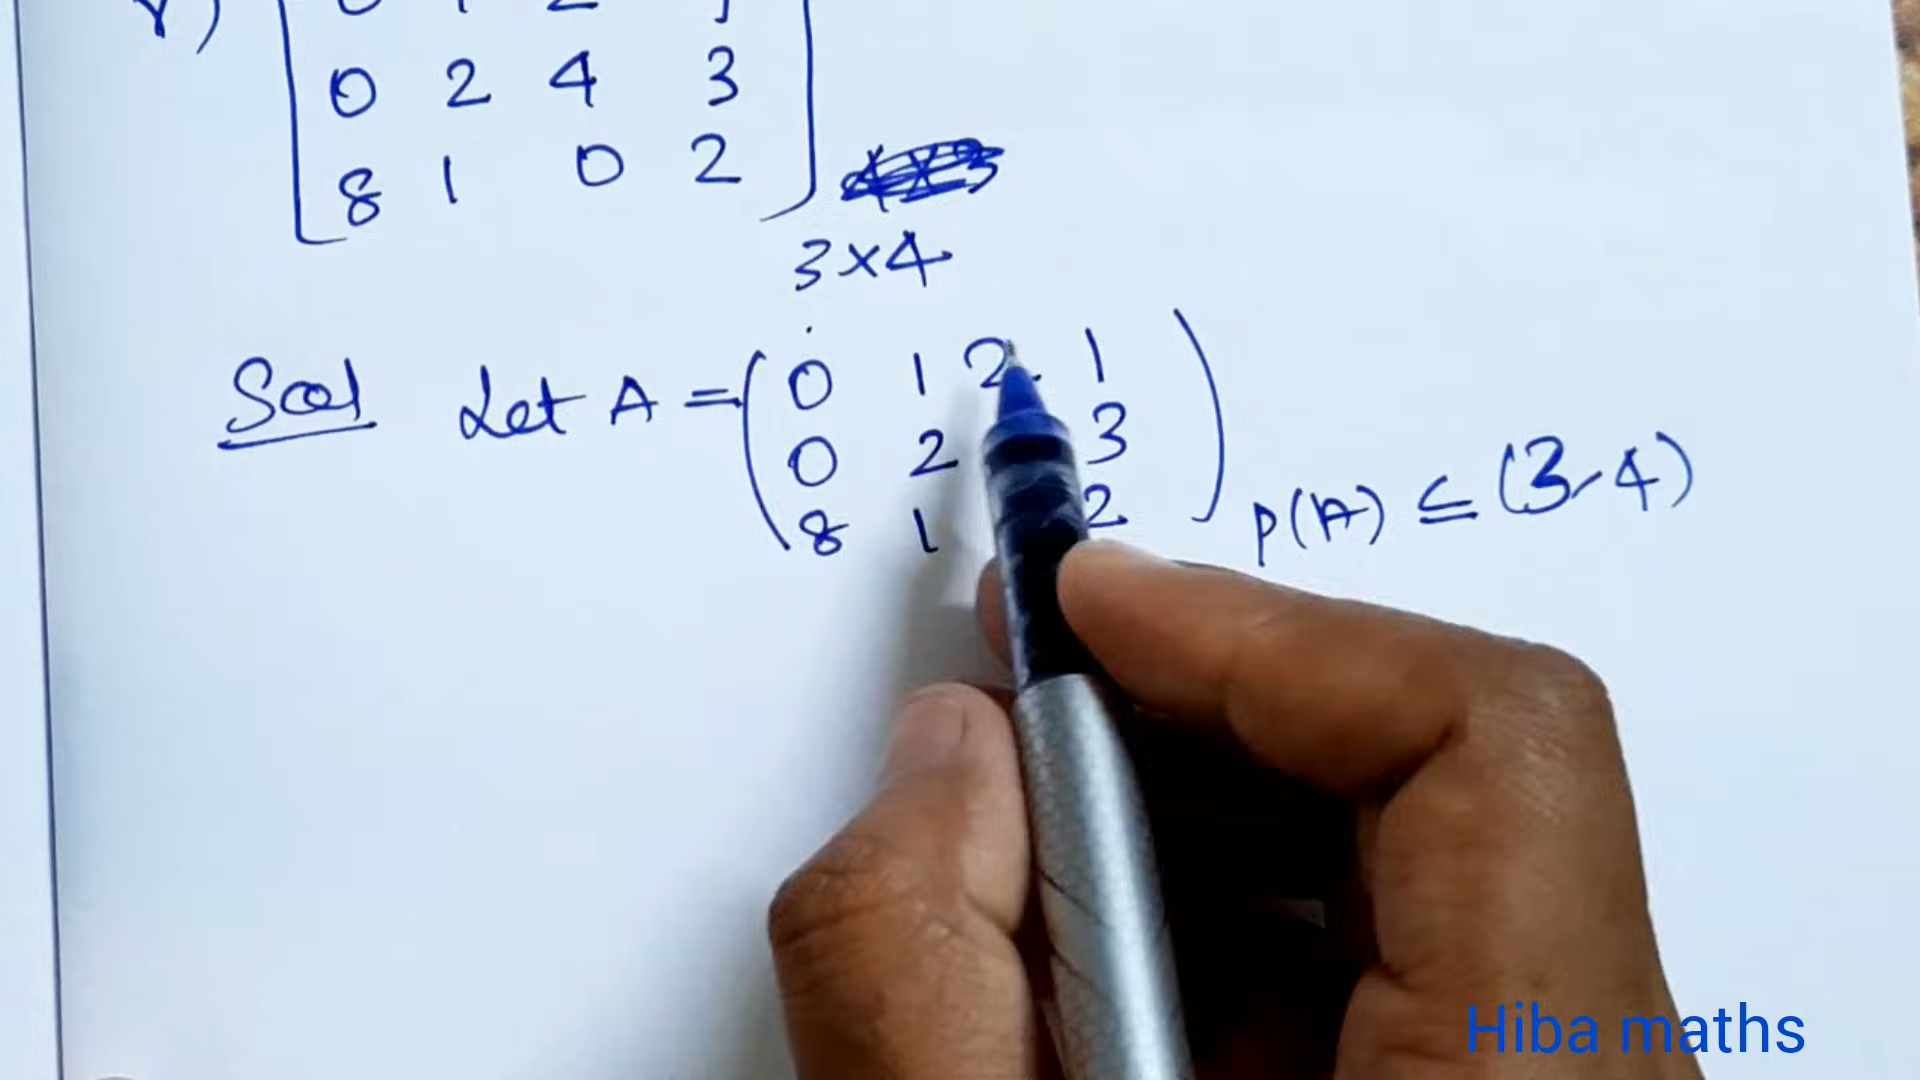 0 2 4 3
8 1 0 2
3×4
Sol Let A = ( 0 1 2 1 )
0 2 3
8 1 2
p(A) ≤ (3,4)
Hiba maths